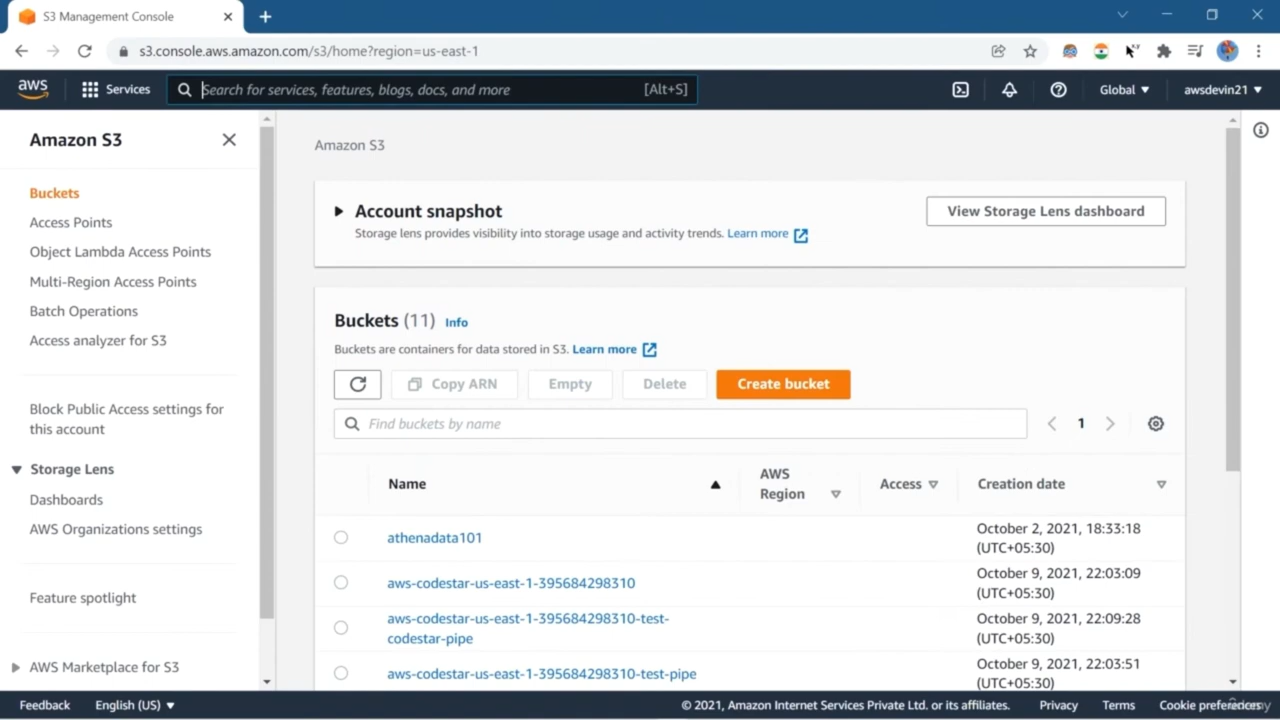 S3 Management Console
s3.console.aws.amazon.com/s3/home?region=us-east-1
aws
Services
Search for services, features, blogs, docs, and more
[Alt+S]
Global
awsdevin21
Amazon S3
Buckets
Access Points
Object Lambda Access Points
Multi-Region Access Points
Batch Operations
Access analyzer for S3
Block Public Access settings for
this account
Storage Lens
Dashboards
AWS Organizations settings
Feature spotlight
AWS Marketplace for S3
Amazon S3
Account snapshot
Storage lens provides visibility into storage usage and activity trends. Learn more
View Storage Lens dashboard
Buckets (11) Info
Buckets are containers for data stored in S3. Learn more
Copy ARN
Empty
Delete
Create bucket
Find buckets by name
1
Name
AWS
Region
Access
Creation date
athenadata101
October 2, 2021, 18:33:18
(UTC+05:30)
aws-codestar-us-east-1-395684298310
October 9, 2021, 22:03:09
(UTC+05:30)
aws-codestar-us-east-1-395684298310-test-
codestar-pipe
October 9, 2021, 22:09:28
(UTC+05:30)
aws-codestar-us-east-1-395684298310-test-pipe
October 9, 2021, 22:03:51
(UTC+05:30)
Feedback
English (US)
© 2021, Amazon Internet Services Private Ltd. or its affiliates.
Privacy
Terms
Cookie preferences